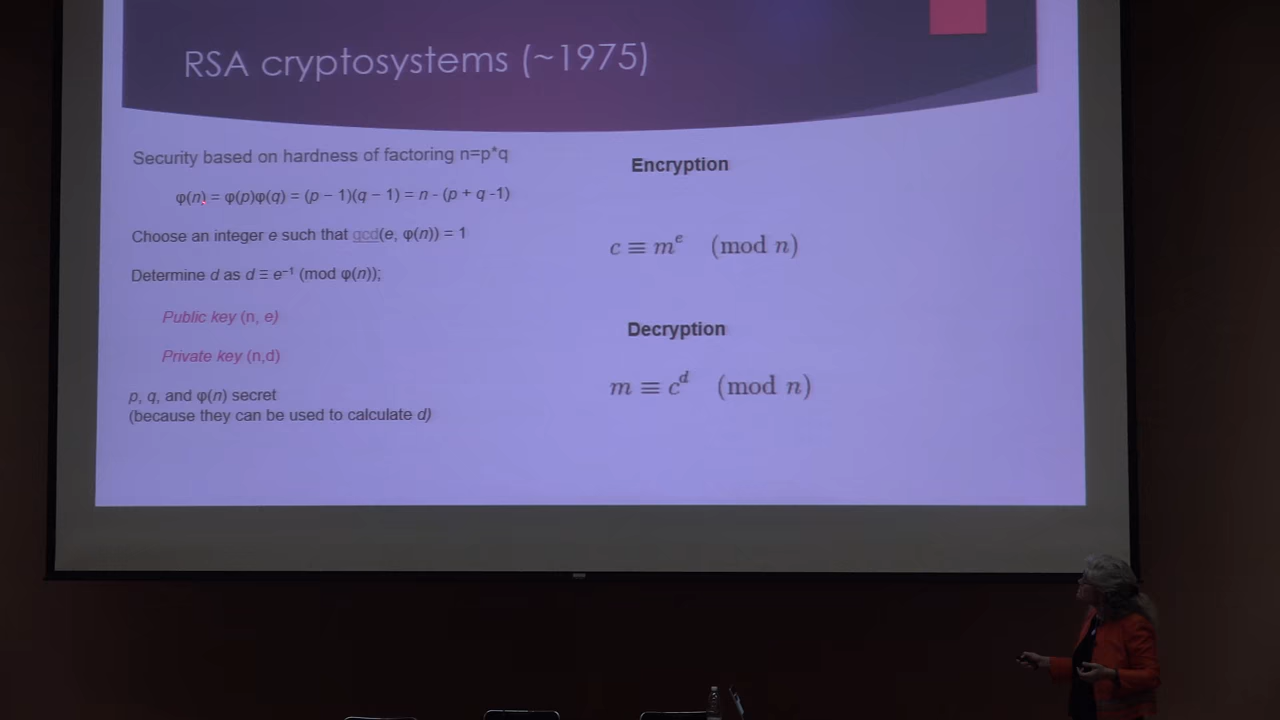 RSA cryptosystems (~1975)
Security based on hardness of factoring n=p*q
φ(n) = φ(p)φ(q) = (p − 1)(q − 1) = n - (p + q -1)
Choose an integer e such that gcd(e, φ(n)) = 1
Determine d as d ≡ e⁻¹ (mod φ(n));
Public key (n, e)
Private key (n,d)
p, q, and φ(n) secret
(because they can be used to calculate d)
Encryption
c ≡ mᵉ (mod n)
Decryption
m ≡ cᵈ (mod n)